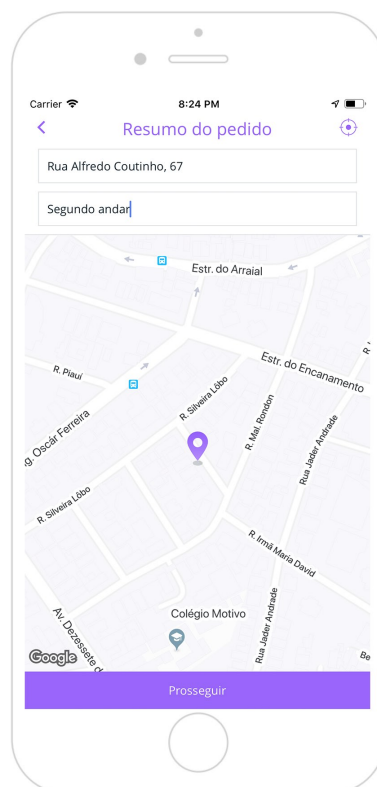 Carrier
8:24 PM
Resumo do pedido
Rua Alfredo Coutinho, 67
Segundo andar
Estr. do Arraial
Estr. do Encanamento
R. Piauí
R. Silveira Lôbo
R. Mal. Rondon
Rua Jader Andrade
g. Oscár Ferreira
R. Silveira Lôbo
R. Irmã Maria David
Colégio Motivo
Rua Jader Andrade
Av. Dezessete d
Google
Be
Prosseguir